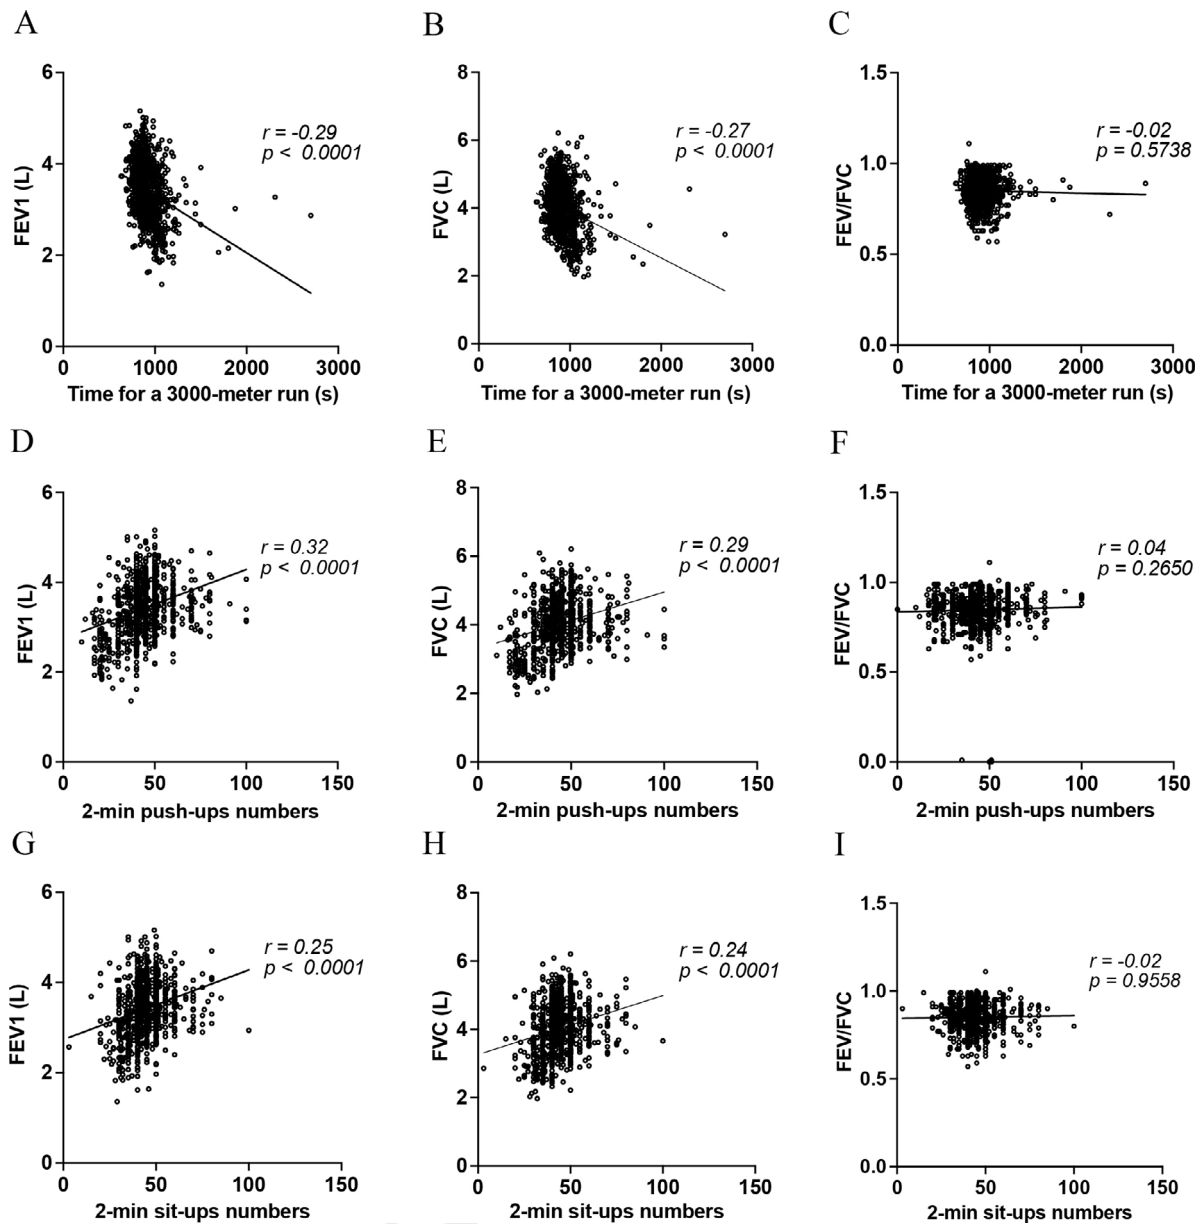 A
B
C
6
4
2
0
FEV1 (L)
r = -0.29
p < 0.0001
0
1000
2000
3000
Time for a 3000-meter run (s)
8
6
4
2
0
FVC (L)
r = -0.27
p < 0.0001
0
1000
2000
3000
Time for a 3000-meter run (s)
1.5
1.0
0.5
0.0
FEV/FVC
r = -0.02
p = 0.5738
0
1000
2000
3000
Time for a 3000-meter run (s)
D
E
F
6
4
2
0
FEV1 (L)
r = 0.32
p < 0.0001
0
50
100
150
2-min push-ups numbers
8
6
4
2
0
FVC (L)
r = 0.29
p < 0.0001
0
50
100
150
2-min push-ups numbers
1.5
1.0
0.5
0.0
FEV/FVC
r = 0.04
p = 0.2650
0
50
100
150
2-min push-ups numbers
G
H
I
6
4
2
0
FEV1 (L)
r = 0.25
p < 0.0001
0
50
100
150
2-min sit-ups numbers
8
6
4
2
0
FVC (L)
r = 0.24
p < 0.0001
0
50
100
150
2-min sit-ups numbers
1.5
1.0
0.5
0.0
FEV/FVC
r = -0.02
p = 0.9558
0
50
100
150
2-min sit-ups numbers